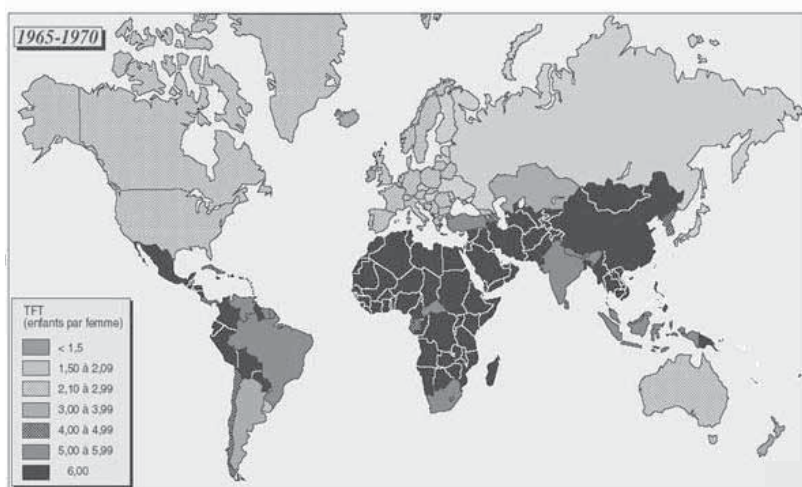 1965-1970
TFT
(enfants par femme)
< 1,5
1,50 à 2,09
2,10 à 2,99
3,00 à 3,99
4,00 à 4,99
5,00 à 5,99
6,00